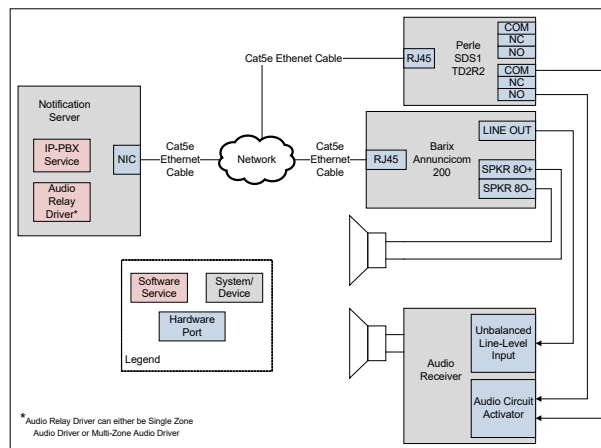 Notification
Server
IP-PBX
Service
Audio
Relay
Driver*
NIC
Cat5e
Ethernet
Cable
Network
Cat5e Ethenet Cable
RJ45
Perle
SDS1
TD2R2
COM
NC
NO
COM
NC
NO
Cat5e
Ethernet
Cable
RJ45
Barix
Annuncicom
200
LINE OUT
SPKR 8O+
SPKR 8O-
Software
Service
System/
Device
Hardware
Port
Legend
Audio
Receiver
Unbalanced
Line-Level
Input
Audio Circuit
Activator
*Audio Relay Driver can either be Single Zone
Audio Driver or Multi-Zone Audio Driver